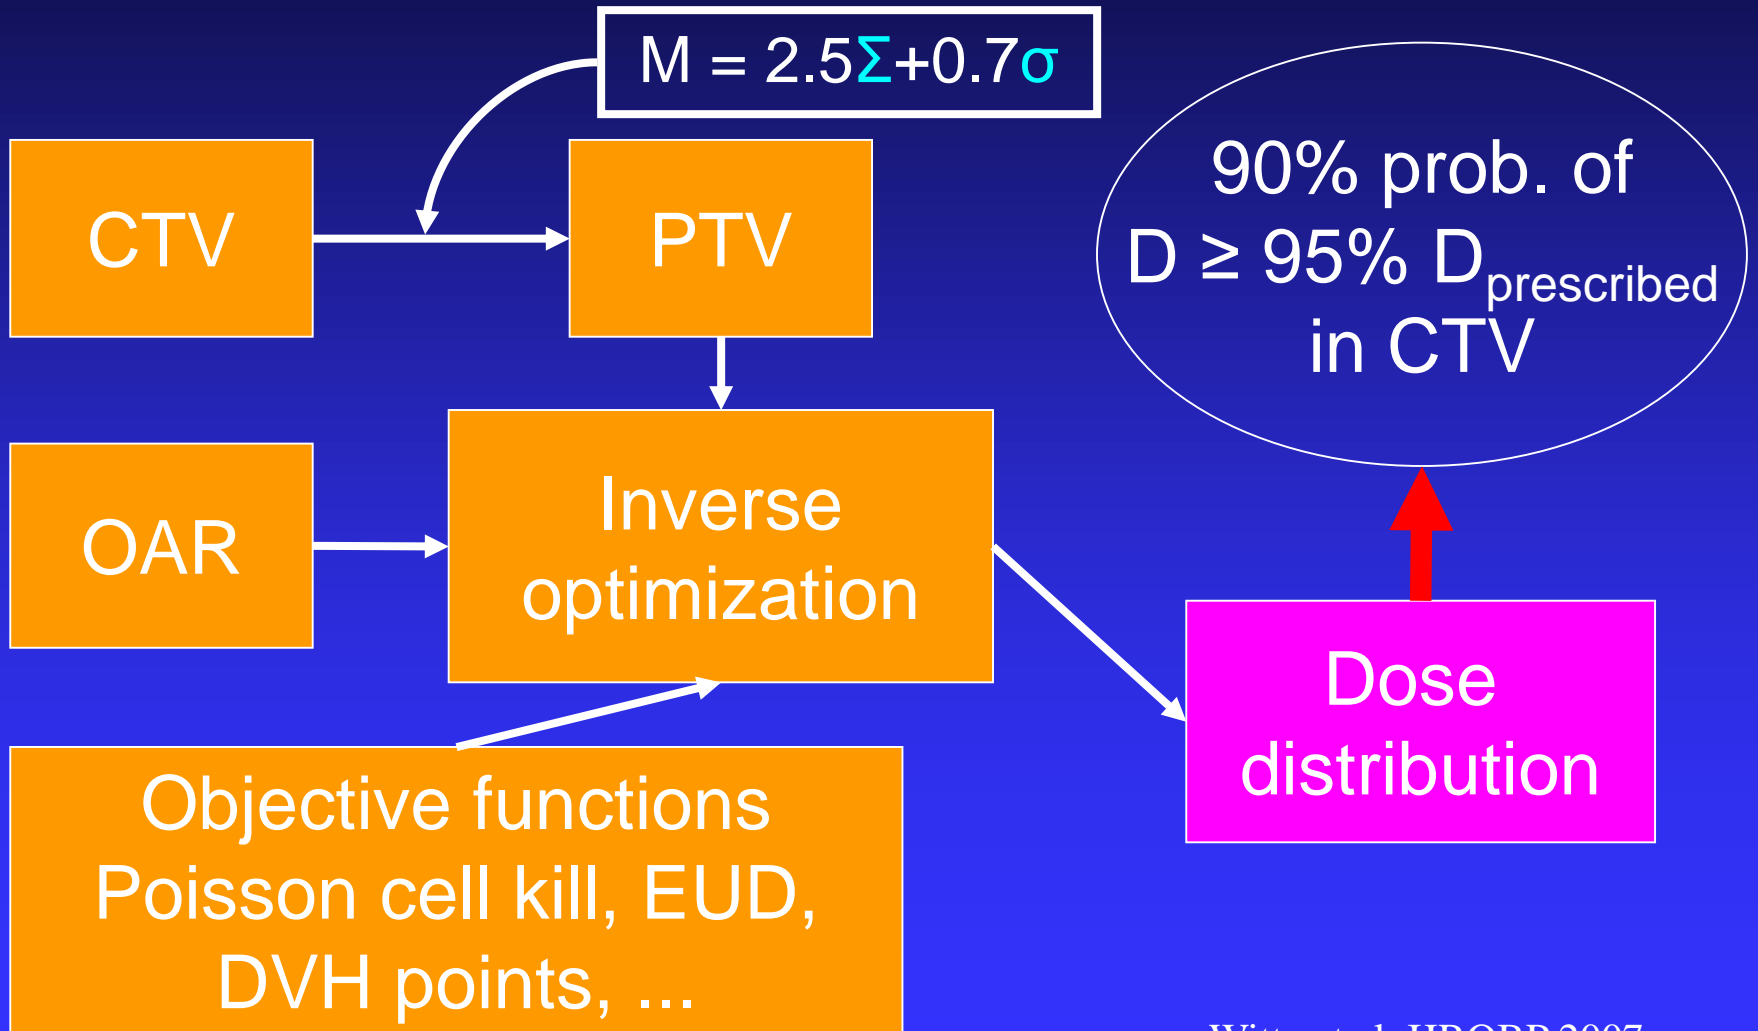 M = 2.5Σ+0.7σ
CTV
PTV
90% prob. of
D ≥ 95% Dprescribed
in CTV
OAR
Inverse
optimization
Dose
distribution
Objective functions
Poisson cell kill, EUD,
DVH points, ...
2007